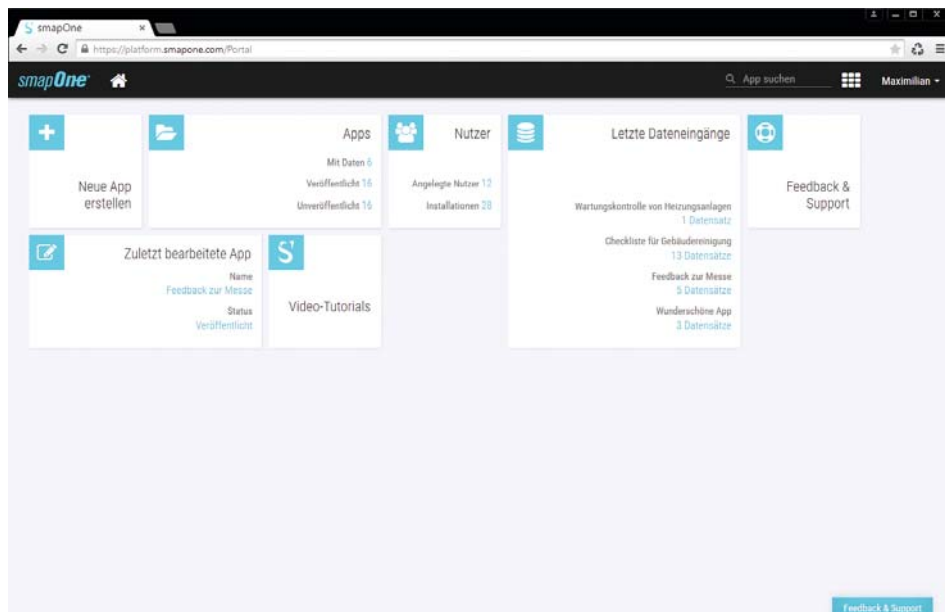 smapOne
https://platform.smapone.com/Portal
smapOne
App suchen
Maximilian
Neue App
erstellen
Apps
Mit Daten 6
Veröffentlicht 16
Unveröffentlicht 16
Nutzer
Angelegte Nutzer 12
Installationen 28
Letzte Dateneingänge
Wartungskontrolle von Heizungsanlagen
1 Datensatz
Checkliste für Gebäudereinigung
13 Datensätze
Feedback zur Messe
5 Datensätze
Wunderschöne App
3 Datensätze
Feedback &
Support
Zuletzt bearbeitete App
Name
Feedback zur Messe
Status
Veröffentlicht
Video-Tutorials
Feedback & Support